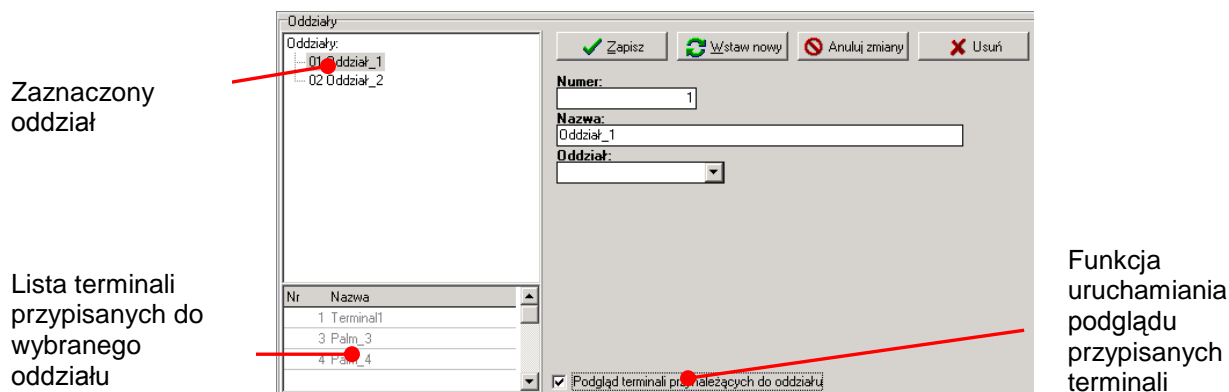 Oddziały
Oddziały:
01 Oddział_1
02 Oddział_2
Zapisz
Wstaw nowy
Anuluj zmiany
Usuń
Numer:
1
Nazwa:
Oddział_1
Oddział:
Zaznaczony
oddział
Lista terminali
przypisanych do
wybranego
oddziału
Nr Nazwa
1 Terminal1
3 Palm_3
4 Palm_4
Podgląd terminali przynależących do oddziału
Funkcja
uruchamiania
podglądu
przypisanych
terminali